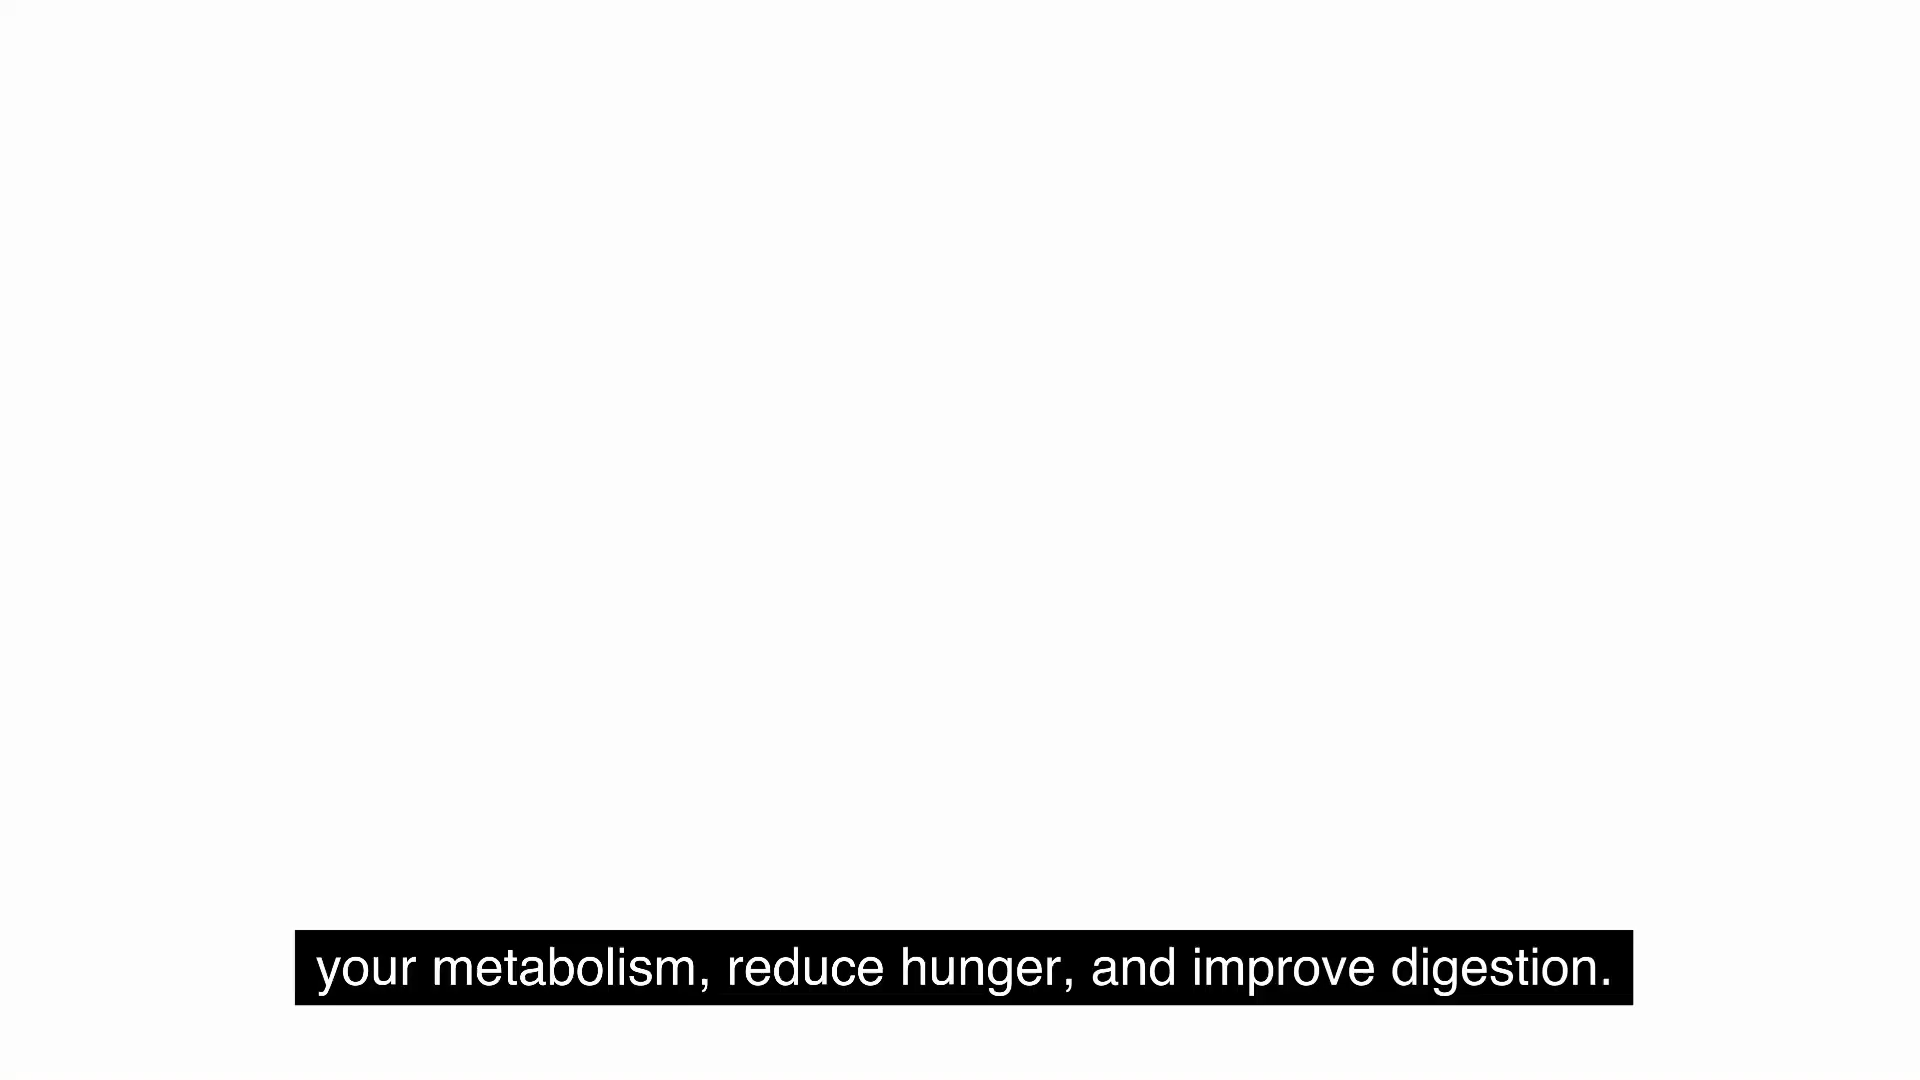 your metabolism, reduce hunger, and improve digestion.